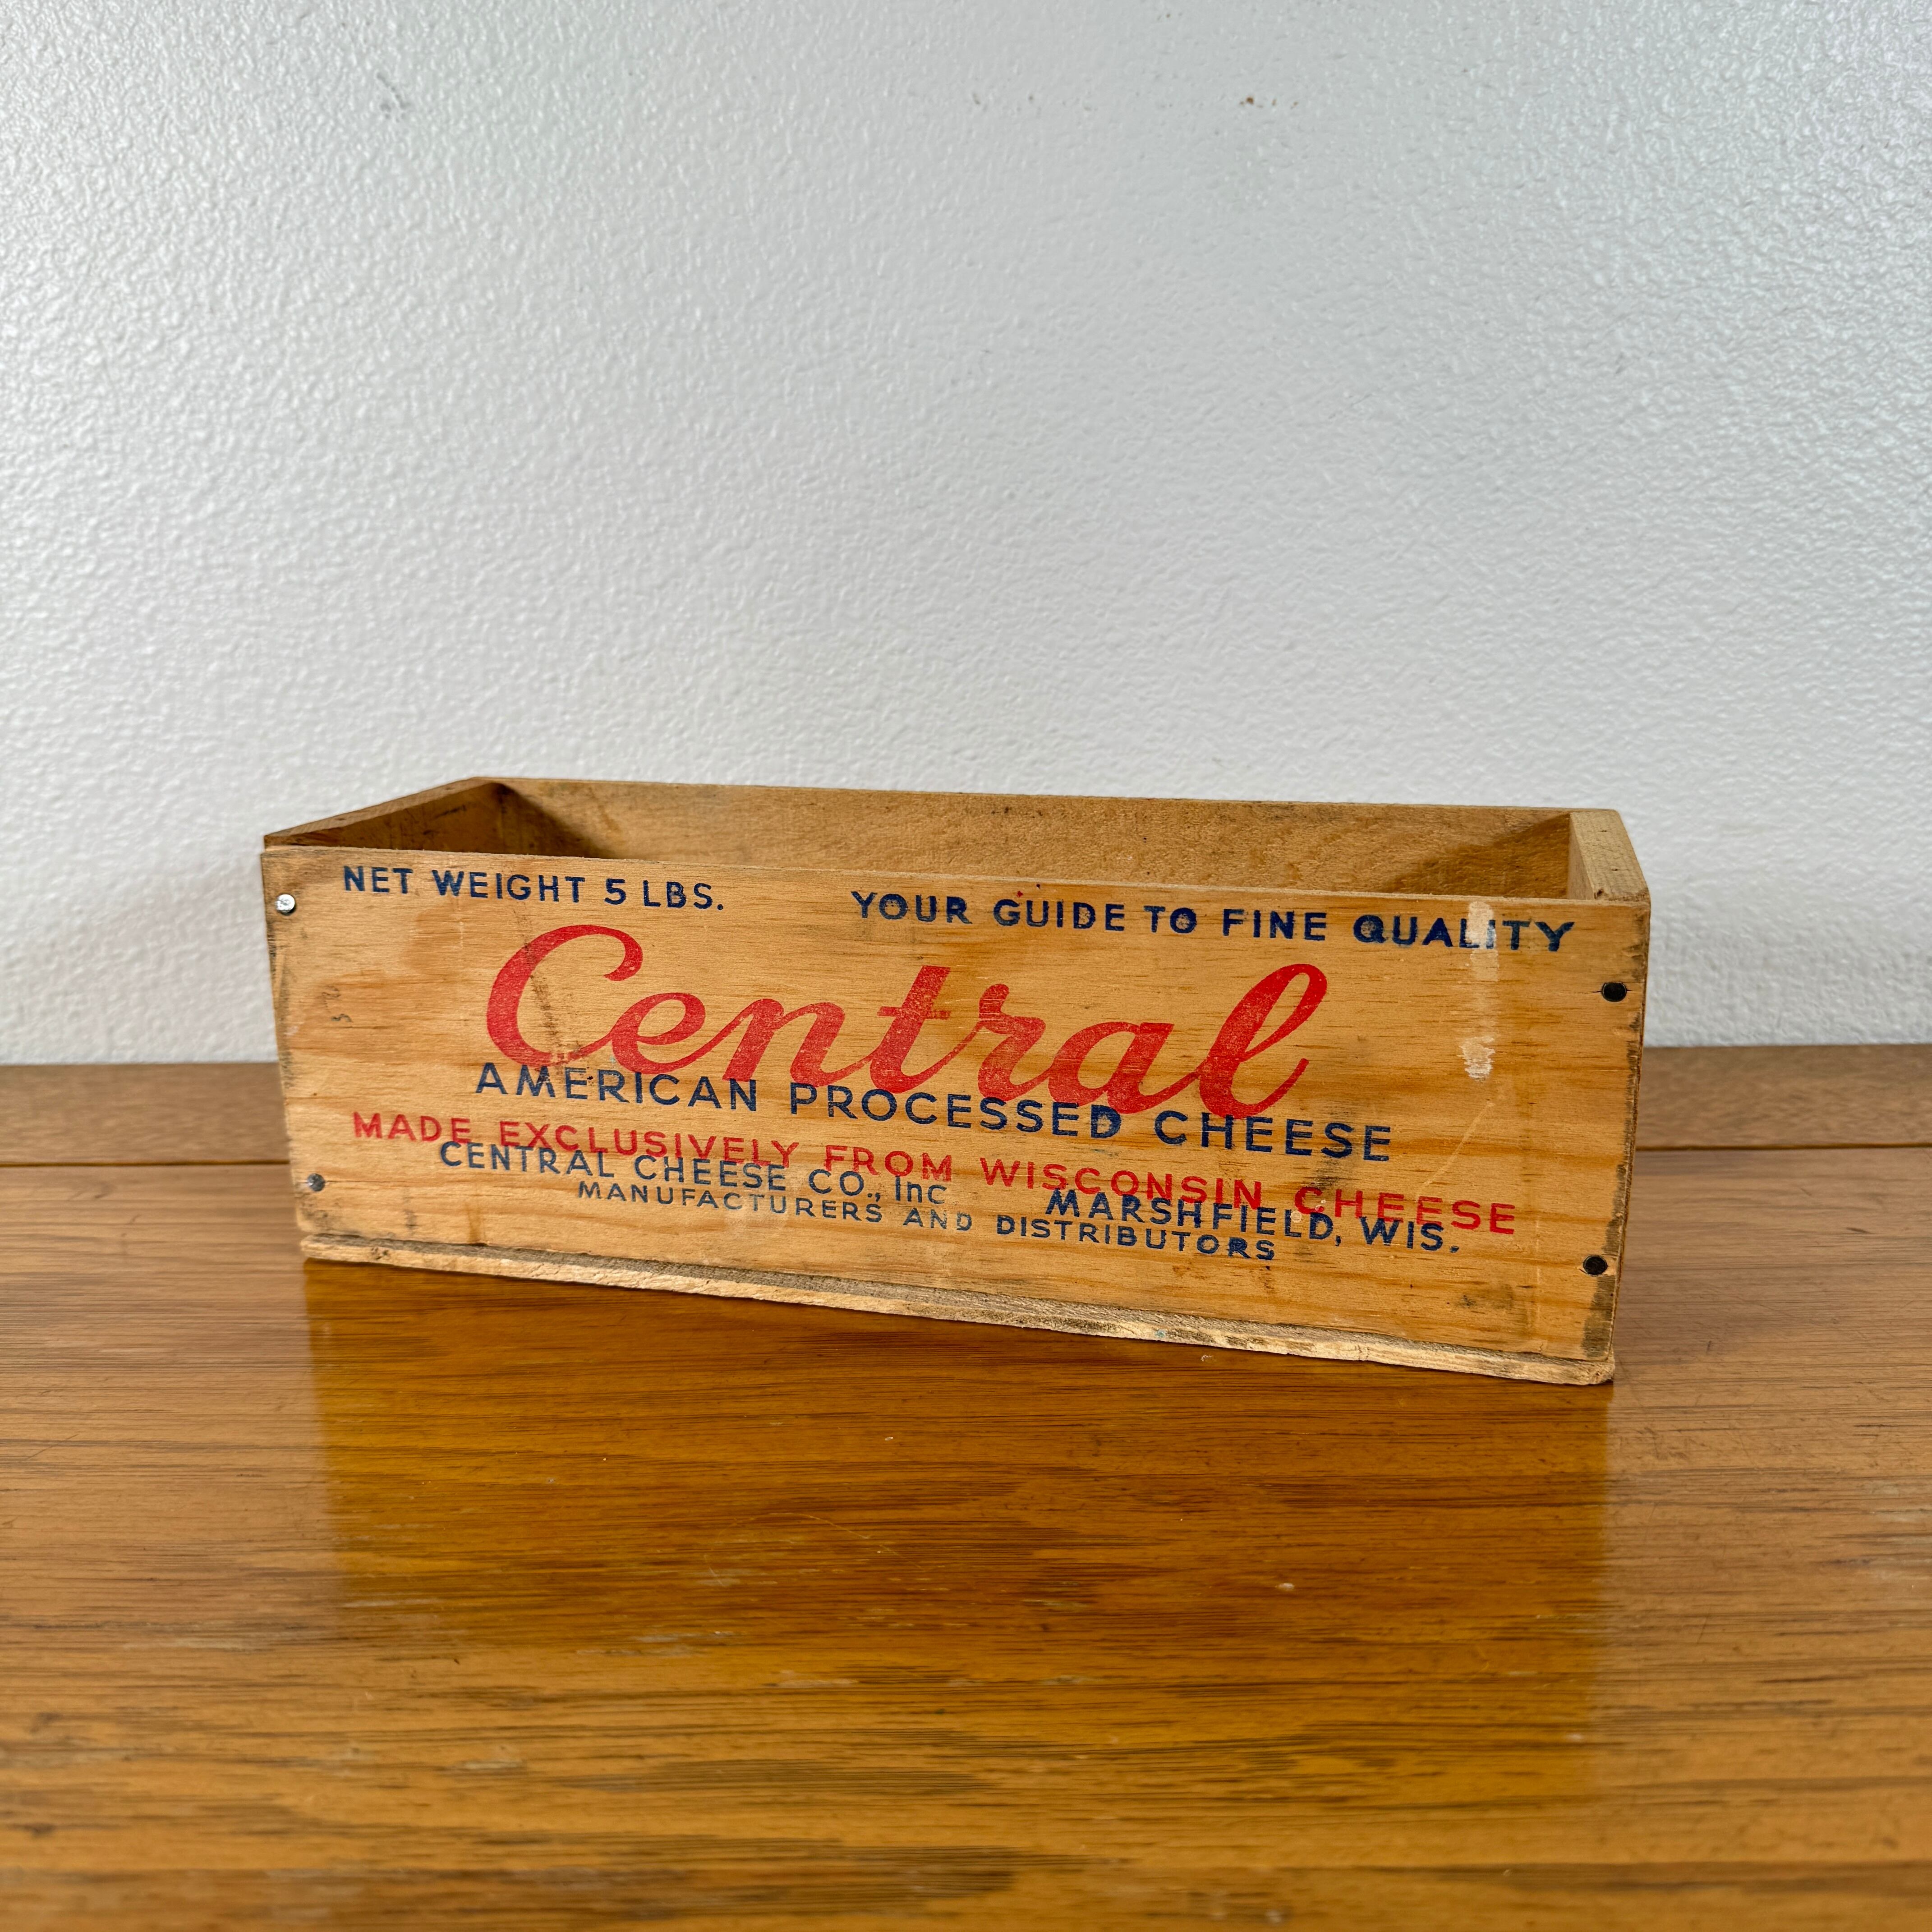 NET WEIGHT 5 LBS. YOUR GUIDE TO FINE QUALITY
Central
AMERICAN PROCESSED CHEESE
MADE EXCLUSIVELY FROM WISCONSIN CHEESE
CENTRAL CHEESE CO., Inc MARSHFIELD, WIS.
MANUFACTURERS AND DISTRIBUTORS